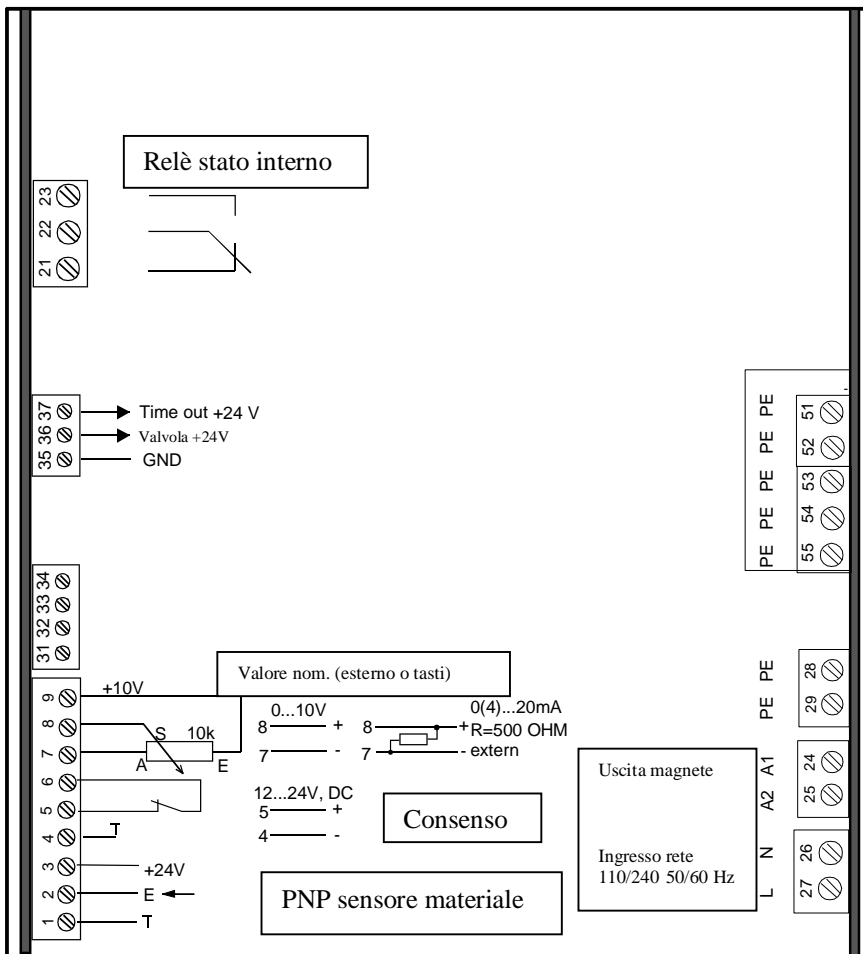 Relè stato interno
23
22
21
37 Time out +24 V
36 Valvola +24V
35 GND
PE 51
PE 52
PE 53
PE 54
PE 55
34
33
32
31
Valore nom. (esterno o tasti)
9 +10V
8 S 10k
7 A E
0...10V
8 +
7 -
0(4)...20mA
8 + R=500 OHM
7 - extern
6
5
12...24V, DC
5 +
4 -
Consenso
4 T
3 +24V
2 E
1 T
PNP sensore materiale
PE 28
PE 29
Uscita magnete
A1 24
A2 25
Ingresso rete
110/240 50/60 Hz
N 26
L 27